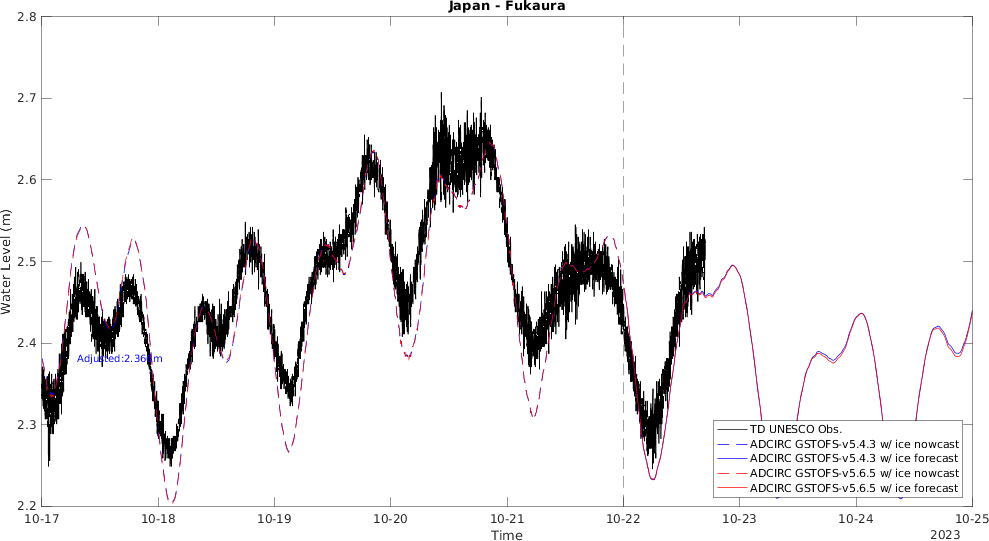 Japan - Fukaura
2.8
2.7
2.6
2.5
2.4
2.3
2.2
Water Level (m)
10-17
10-18
10-19
10-20
10-21
10-22
10-23
10-24
10-25
Time
2023
TD UNESCO Obs.
ADCIRC GSTOFS-v5.4.3 w/ ice nowcast
ADCIRC GSTOFS-v5.4.3 w/ ice forecast
ADCIRC GSTOFS-v5.6.5 w/ ice nowcast
ADCIRC GSTOFS-v5.6.5 w/ ice forecast